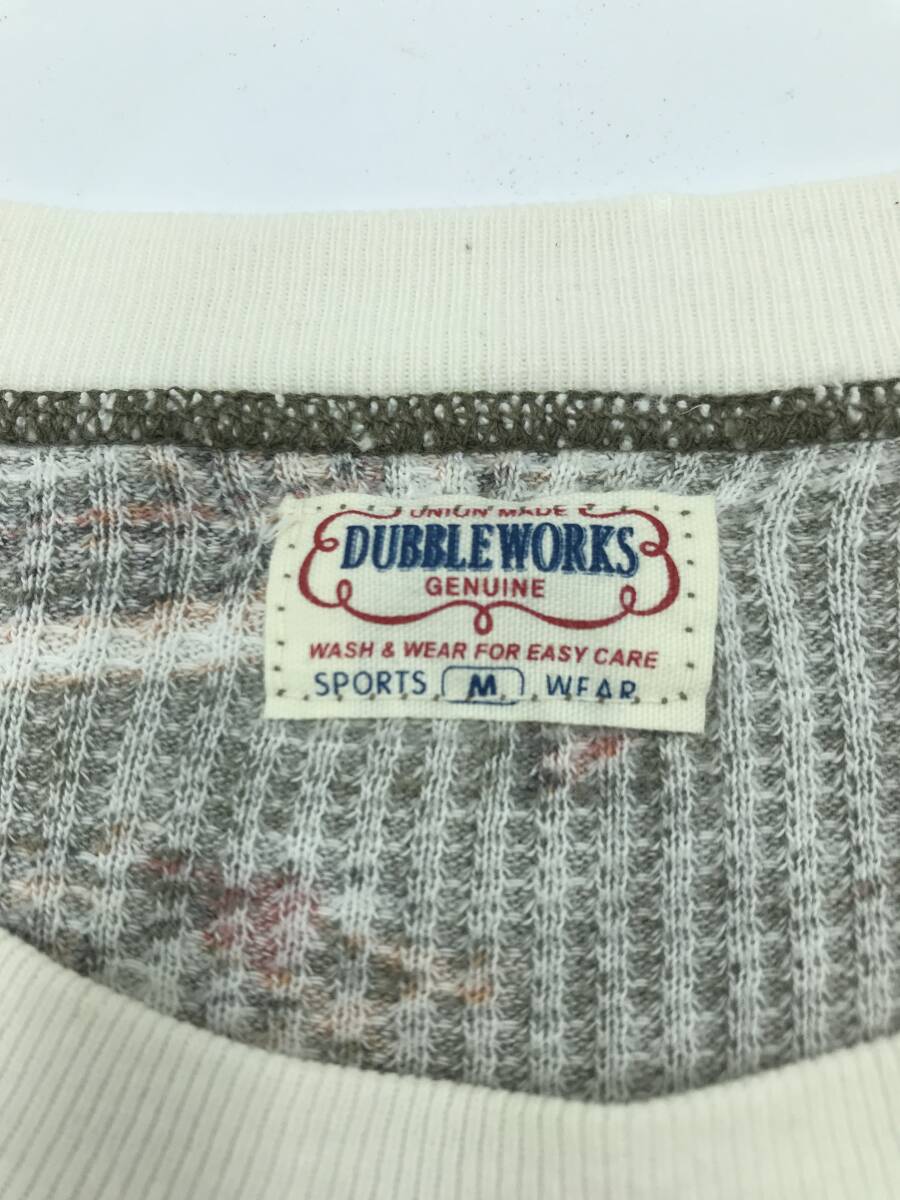 UNION MADE
DUBBLEWORKS
GENUINE
WASH & WEAR FOR EASY CARE
SPORTS M WEAR